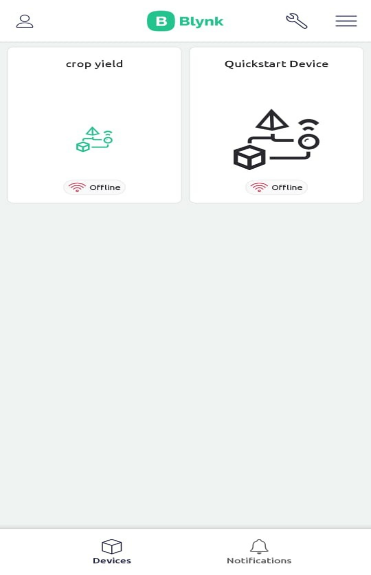 B Blynk
crop yield
Quickstart Device
Offline
Offline
Devices
Notifications